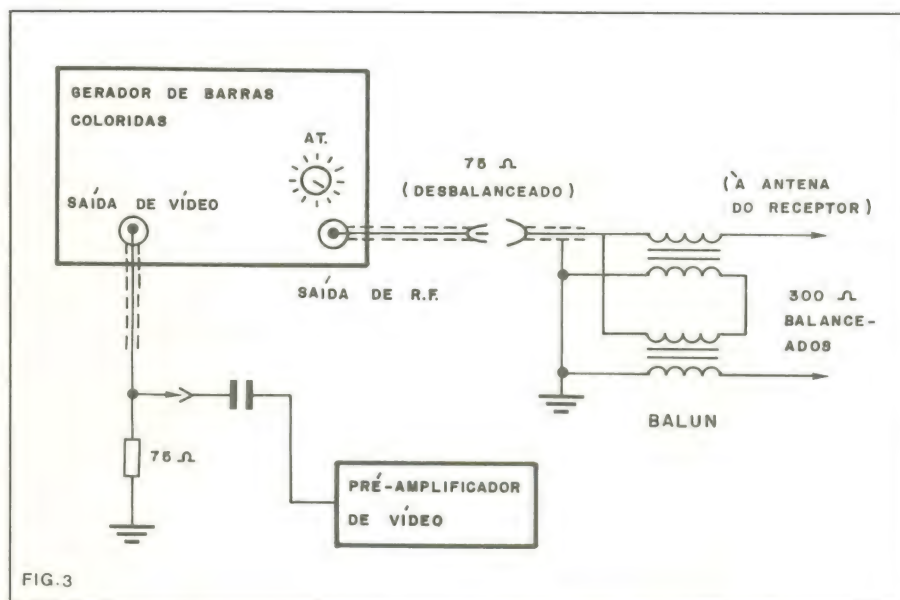 GERADOR DE BARRAS
COLORIDAS
AT.
SAÍDA DE VÍDEO
SAÍDA DE R.F.
75 Ω
(DESBALANCEADO)
(À ANTENA
DO RECEPTOR)
300 Ω
BALANCE-
ADOS
BALUN
75 Ω
PRÉ-AMPLIFICADOR
DE VÍDEO
FIG.3